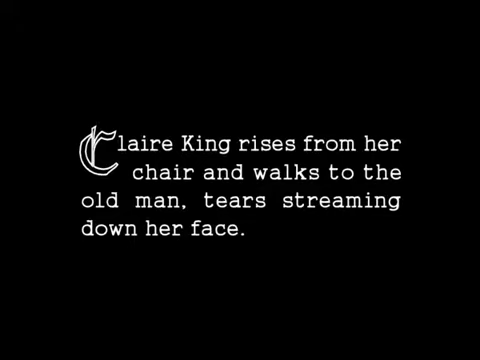 Claire King rises from her
chair and walks to the
old man, tears streaming
down her face.